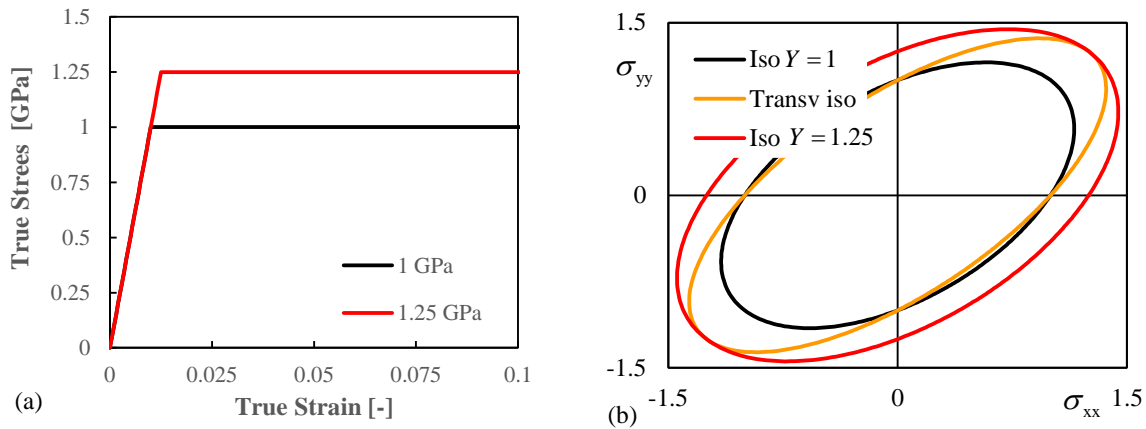 1.5
1.25
1
0.75
0.5
0.25
0
True Strees [GPa]
1 GPa
1.25 GPa
0
0.025
0.05
0.075
0.1
True Strain [-]
(a)
1.5
σyy
Iso Y = 1
Transv iso
Iso Y = 1.25
0
-1.5
-1.5
0
1.5
σxx
(b)